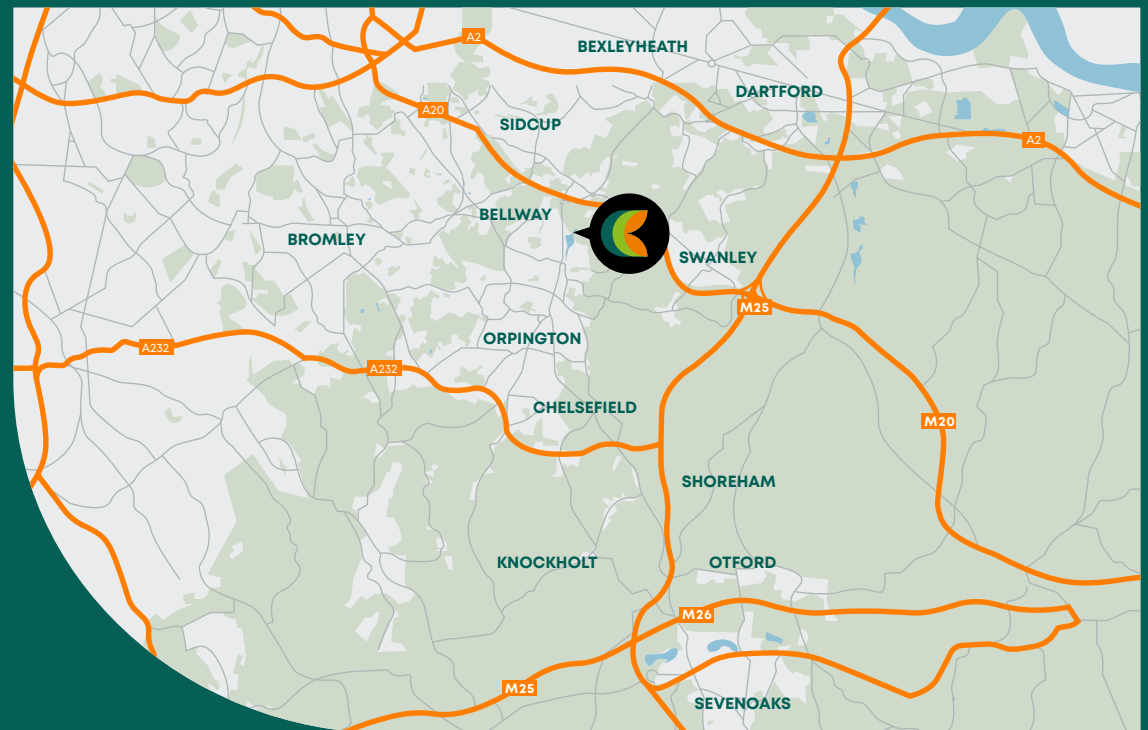 A2
BEXLEYHEATH
DARTFORD
A20
SIDCUP
A2
BELLWAY
BROMLEY
SWANLEY
M25
ORPINGTON
A232
A232
CHELSEFIELD
M20
SHOREHAM
KNOCKHOLT
OTFORD
M26
M25
SEVENOAKS